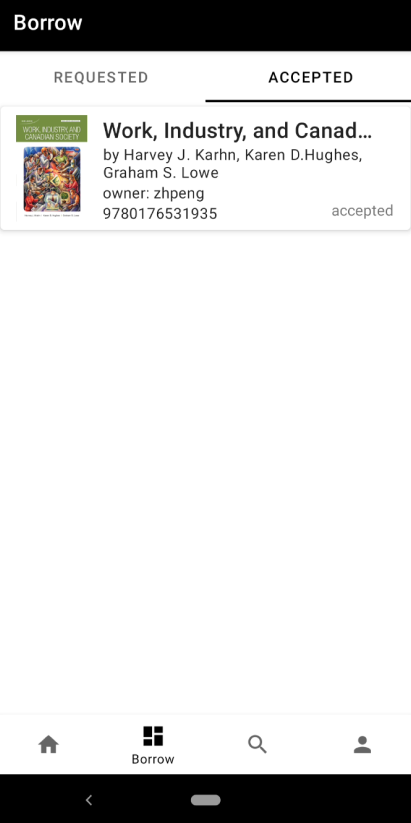 Borrow
REQUESTED
ACCEPTED
WORK, INDUSTRY, AND
CANADIAN SOCIETY
Work, Industry, and Canad...
by Harvey J. Karhn, Karen D.Hughes,
Graham S. Lowe
owner: zhpeng
9780176531935
accepted
Borrow